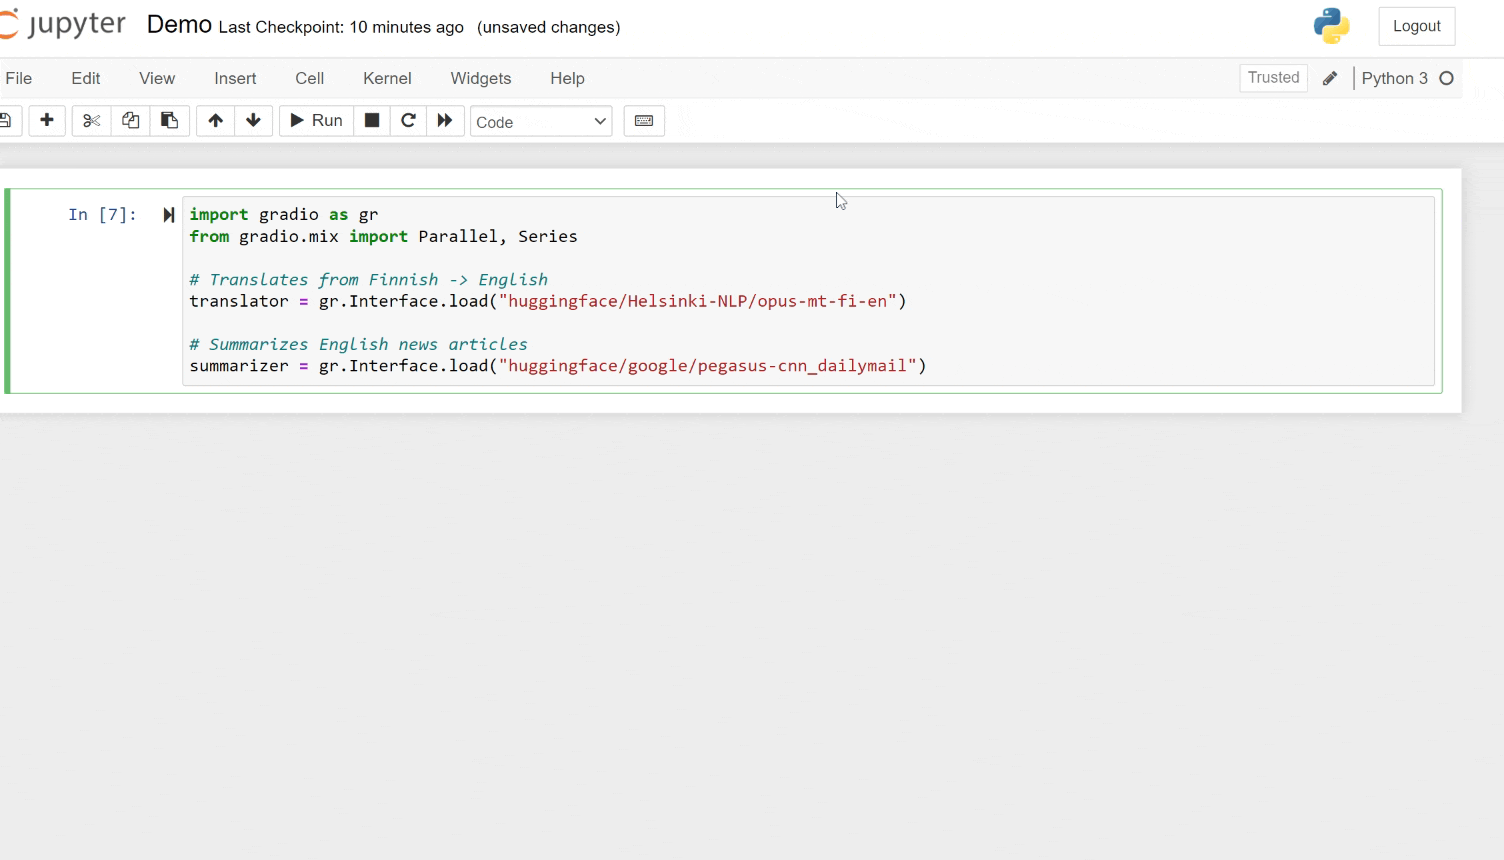 jupyter Demo Last Checkpoint: 10 minutes ago (unsaved changes) Logout
File Edit View Insert Cell Kernel Widgets Help Trusted Python 3
Run Code
In [7]: import gradio as gr
from gradio.mix import Parallel, Series
# Translates from Finnish -> English
translator = gr.Interface.load("huggingface/Helsinki-NLP/opus-mt-fi-en")
# Summarizes English news articles
summarizer = gr.Interface.load("huggingface/google/pegasus-cnn_dailymail")